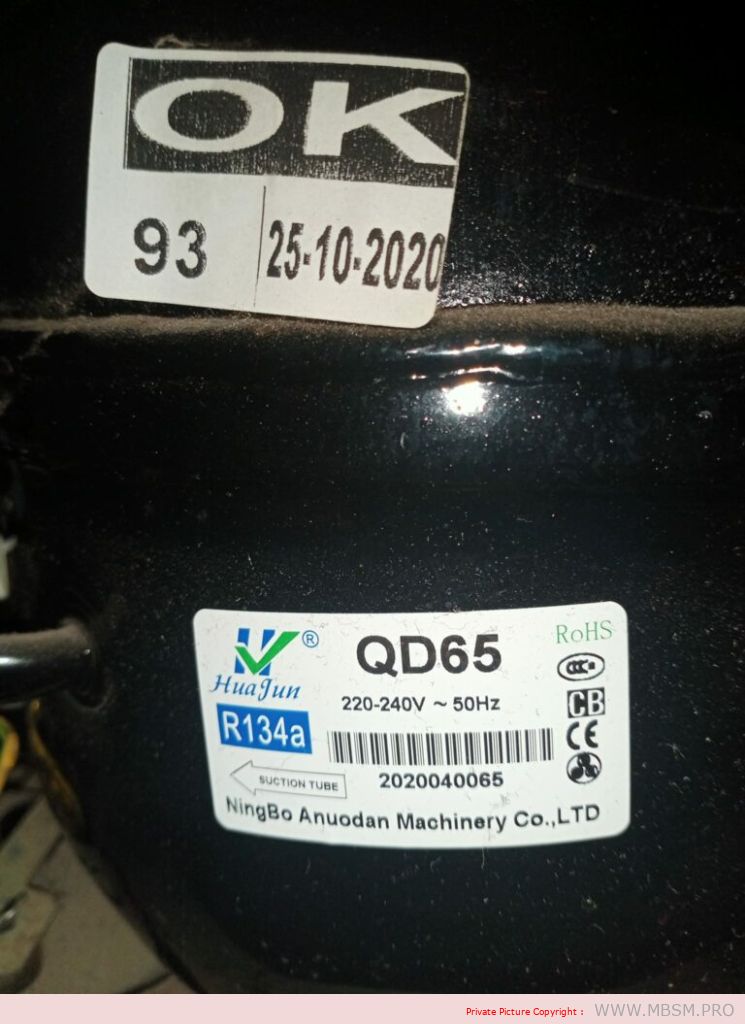 OK
93 25-10-2020
HuaJun ®
QD65
RoHS
220-240V ~ 50Hz
R134a
CCC
CB
CE
SUCTION TUBE
2020040065
NingBo Anuodan Machinery Co.,LTD
Private Picture Copyright : WWW.MBSM.PRO